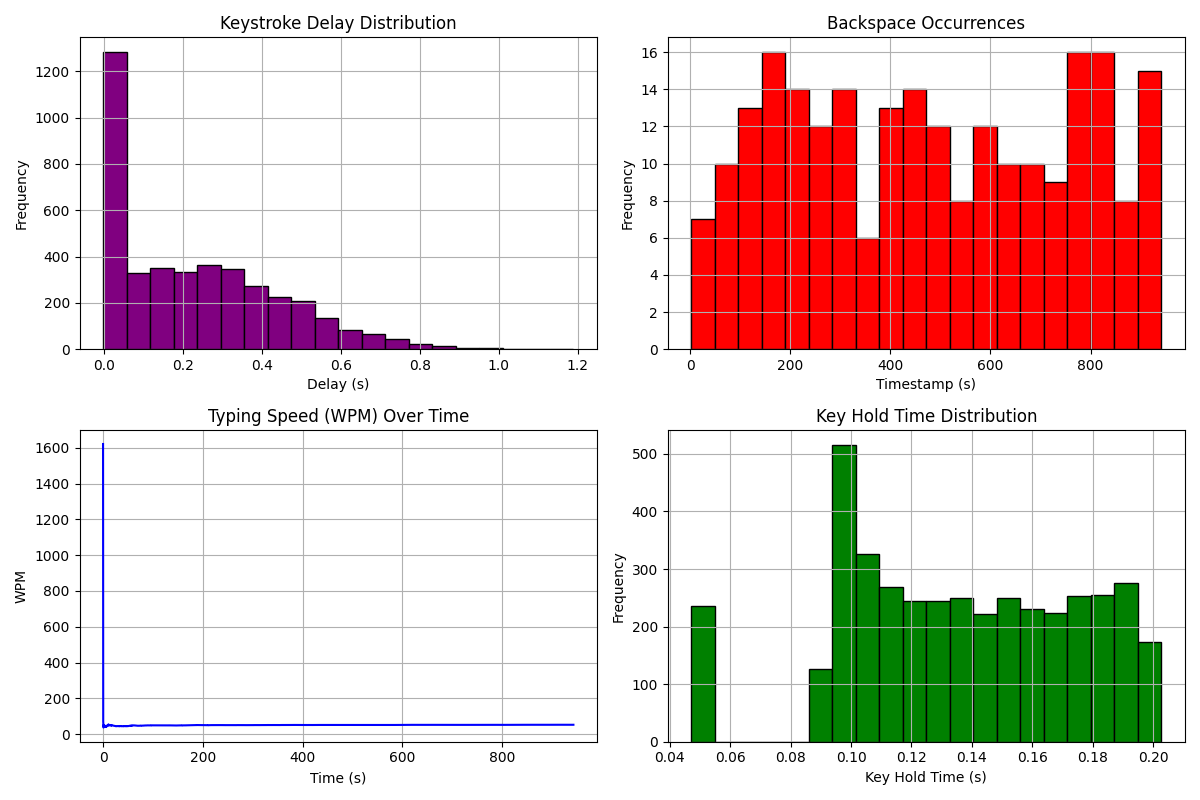 Keystroke Delay Distribution
1200
1000
800
600
400
200
0
Frequency
0.0 0.2 0.4 0.6 0.8 1.0 1.2
Delay (s)
Backspace Occurrences
16
14
12
10
8
6
4
2
0
Frequency
0 200 400 600 800
Timestamp (s)
Typing Speed (WPM) Over Time
1600
1400
1200
1000
800
600
400
200
0
WPM
0 200 400 600 800
Time (s)
Key Hold Time Distribution
500
400
300
200
100
0
Frequency
0.04 0.06 0.08 0.10 0.12 0.14 0.16 0.18 0.20
Key Hold Time (s)